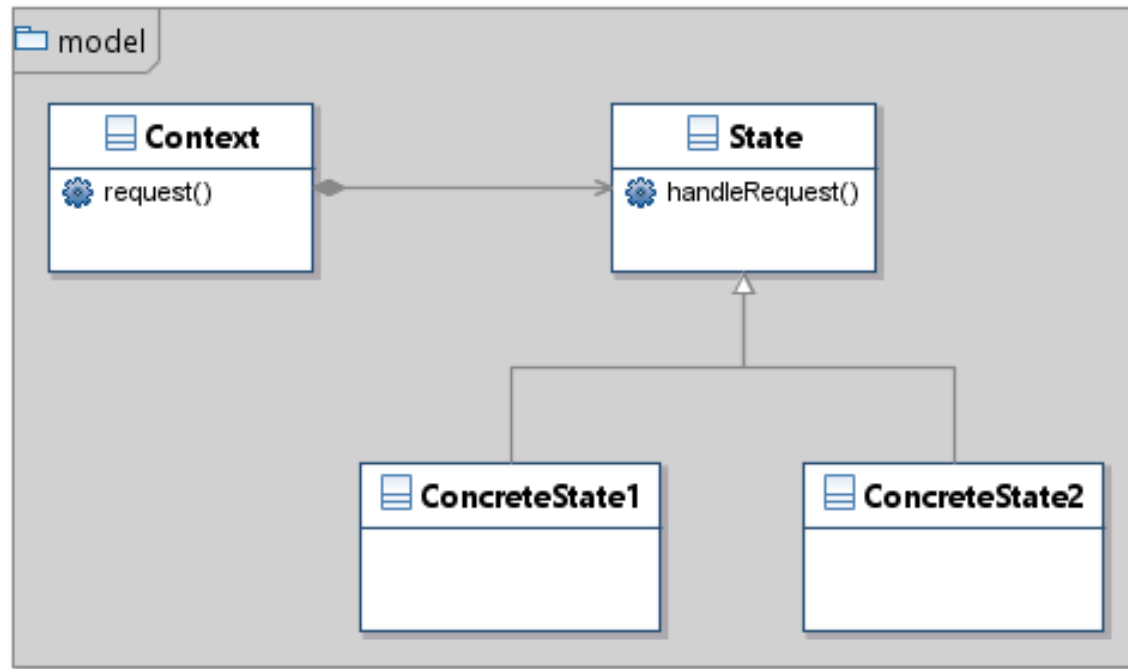 model
Context
request()
State
handleRequest()
ConcreteState1
ConcreteState2